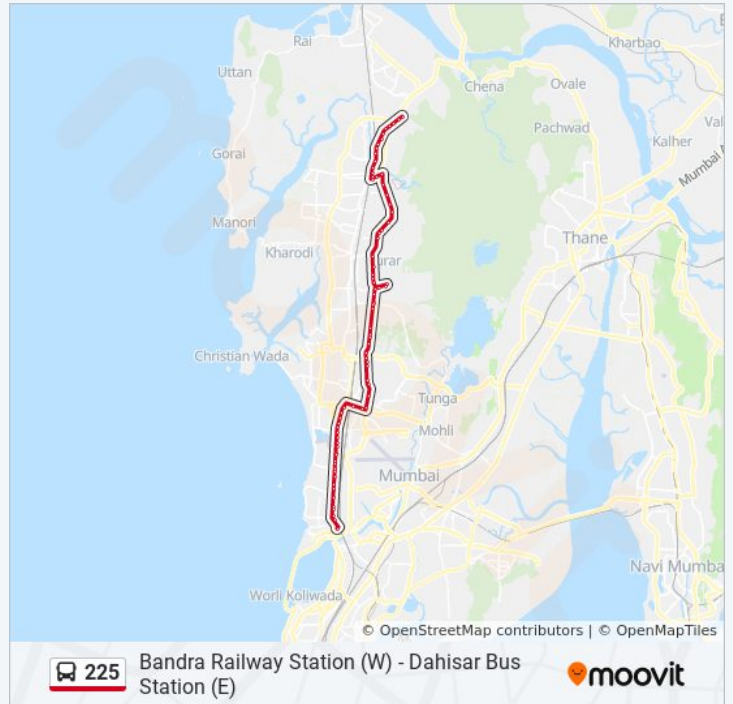 Rai
Kharbao
Uttan
Chena
Ovale
Pachwad
Val
Gorai
Kalher
Mumbai A
Manori
Thane
Kharodi
urar
Christian Wada
Tunga
Mohli
Mumbai
Navi Mumba
Worli Koliwada
© OpenStreetMap contributors | © OpenMapTiles
225
Bandra Railway Station (W) - Dahisar Bus
Station (E)
moovit